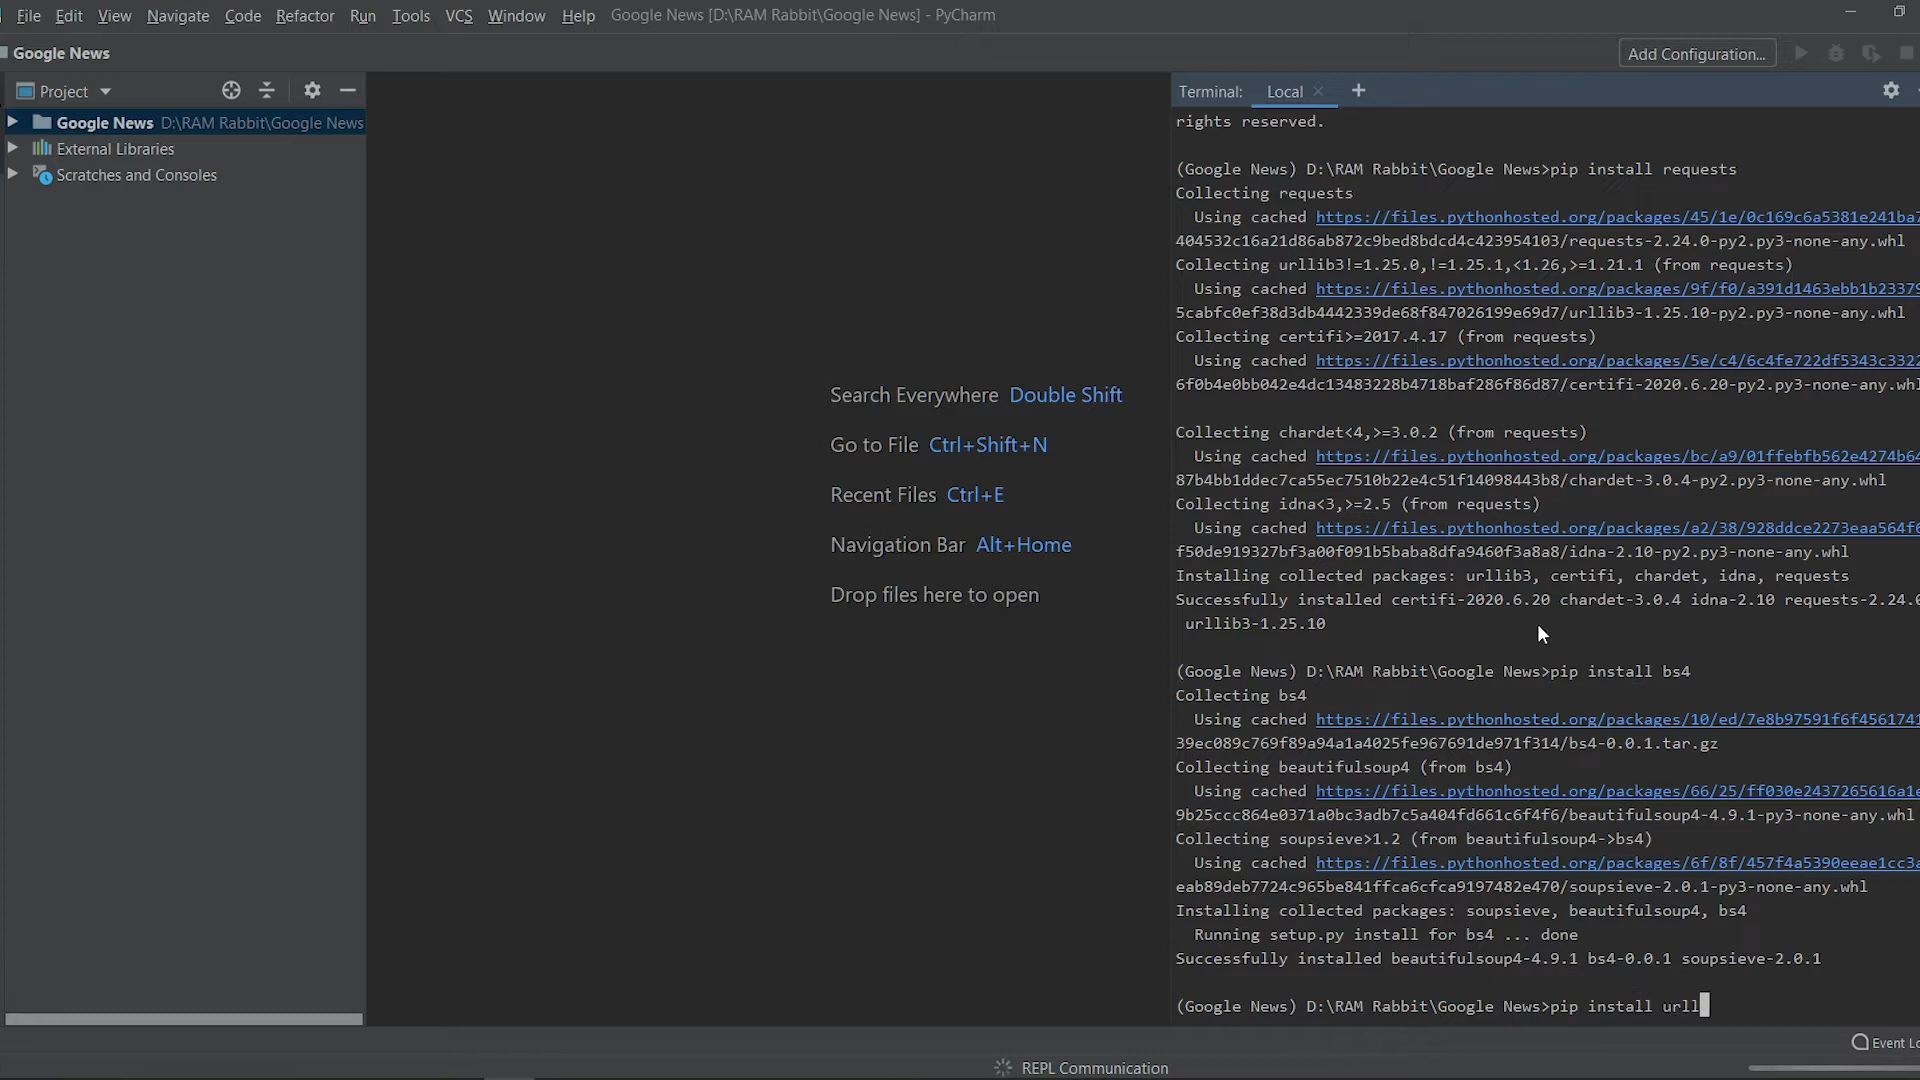 File Edit View Navigate Code Refactor Run Tools VCS Window Help Google News [D:\RAM Rabbit\Google News] - PyCharm
Google News
Add Configuration...
Project
Google News D:\RAM Rabbit\Google News
External Libraries
Scratches and Consoles
Search Everywhere Double Shift
Go to File Ctrl+Shift+N
Recent Files Ctrl+E
Navigation Bar Alt+Home
Drop files here to open
Terminal: Local
rights reserved.
(Google News) D:\RAM Rabbit\Google News>pip install requests
Collecting requests
Using cached https://files.pythonhosted.org/packages/45/1e/0c169c6a5381e241ba7
404532c16a21d86ab872c9bed8bdcd4c423954103/requests-2.24.0-py2.py3-none-any.whl
Collecting urllib3!=1.25.0,!=1.25.1,<1.26,>=1.21.1 (from requests)
Using cached https://files.pythonhosted.org/packages/9f/f0/a391d1463ebb1b23379
5cabfc0ef38d3db4442339de68f847026199e69d7/urllib3-1.25.10-py2.py3-none-any.whl
Collecting certifi>=2017.4.17 (from requests)
Using cached https://files.pythonhosted.org/packages/5e/c4/6c4fe722df5343c3322
6f0b4e0bb042e4dc13483228b4718baf286f86d87/certifi-2020.6.20-py2.py3-none-any.whl
Collecting chardet<4,>=3.0.2 (from requests)
Using cached https://files.pythonhosted.org/packages/bc/a9/01ffebfb562e4274b64
87b4bb1ddec7ca55ec7510b22e4c51f14098443b8/chardet-3.0.4-py2.py3-none-any.whl
Collecting idna<3,>=2.5 (from requests)
Using cached https://files.pythonhosted.org/packages/a2/38/928ddce2273eaa564f6
f50de919327bf3a00f091b5baba8dfa9460f3a8a8/idna-2.10-py2.py3-none-any.whl
Installing collected packages: urllib3, certifi, chardet, idna, requests
Successfully installed certifi-2020.6.20 chardet-3.0.4 idna-2.10 requests-2.24.0
urllib3-1.25.10
(Google News) D:\RAM Rabbit\Google News>pip install bs4
Collecting bs4
Using cached https://files.pythonhosted.org/packages/10/ed/7e8b97591f6f4561741
39ec089c769f89a94a1a4025fe967691de971f314/bs4-0.0.1.tar.gz
Collecting beautifulsoup4 (from bs4)
Using cached https://files.pythonhosted.org/packages/66/25/ff030e2437265616a1e
9b25ccc864e0371a0bc3adb7c5a404fd661c6f4f6/beautifulsoup4-4.9.1-py3-none-any.whl
Collecting soupsieve>1.2 (from beautifulsoup4->bs4)
Using cached https://files.pythonhosted.org/packages/6f/8f/457f4a5390eeae1cc3a
eab89deb7724c965be841ffca6cfca9197482e470/soupsieve-2.0.1-py3-none-any.whl
Installing collected packages: soupsieve, beautifulsoup4, bs4
Running setup.py install for bs4 ... done
Successfully installed beautifulsoup4-4.9.1 bs4-0.0.1 soupsieve-2.0.1
(Google News) D:\RAM Rabbit\Google News>pip install urll
Event Lo
REPL Communication